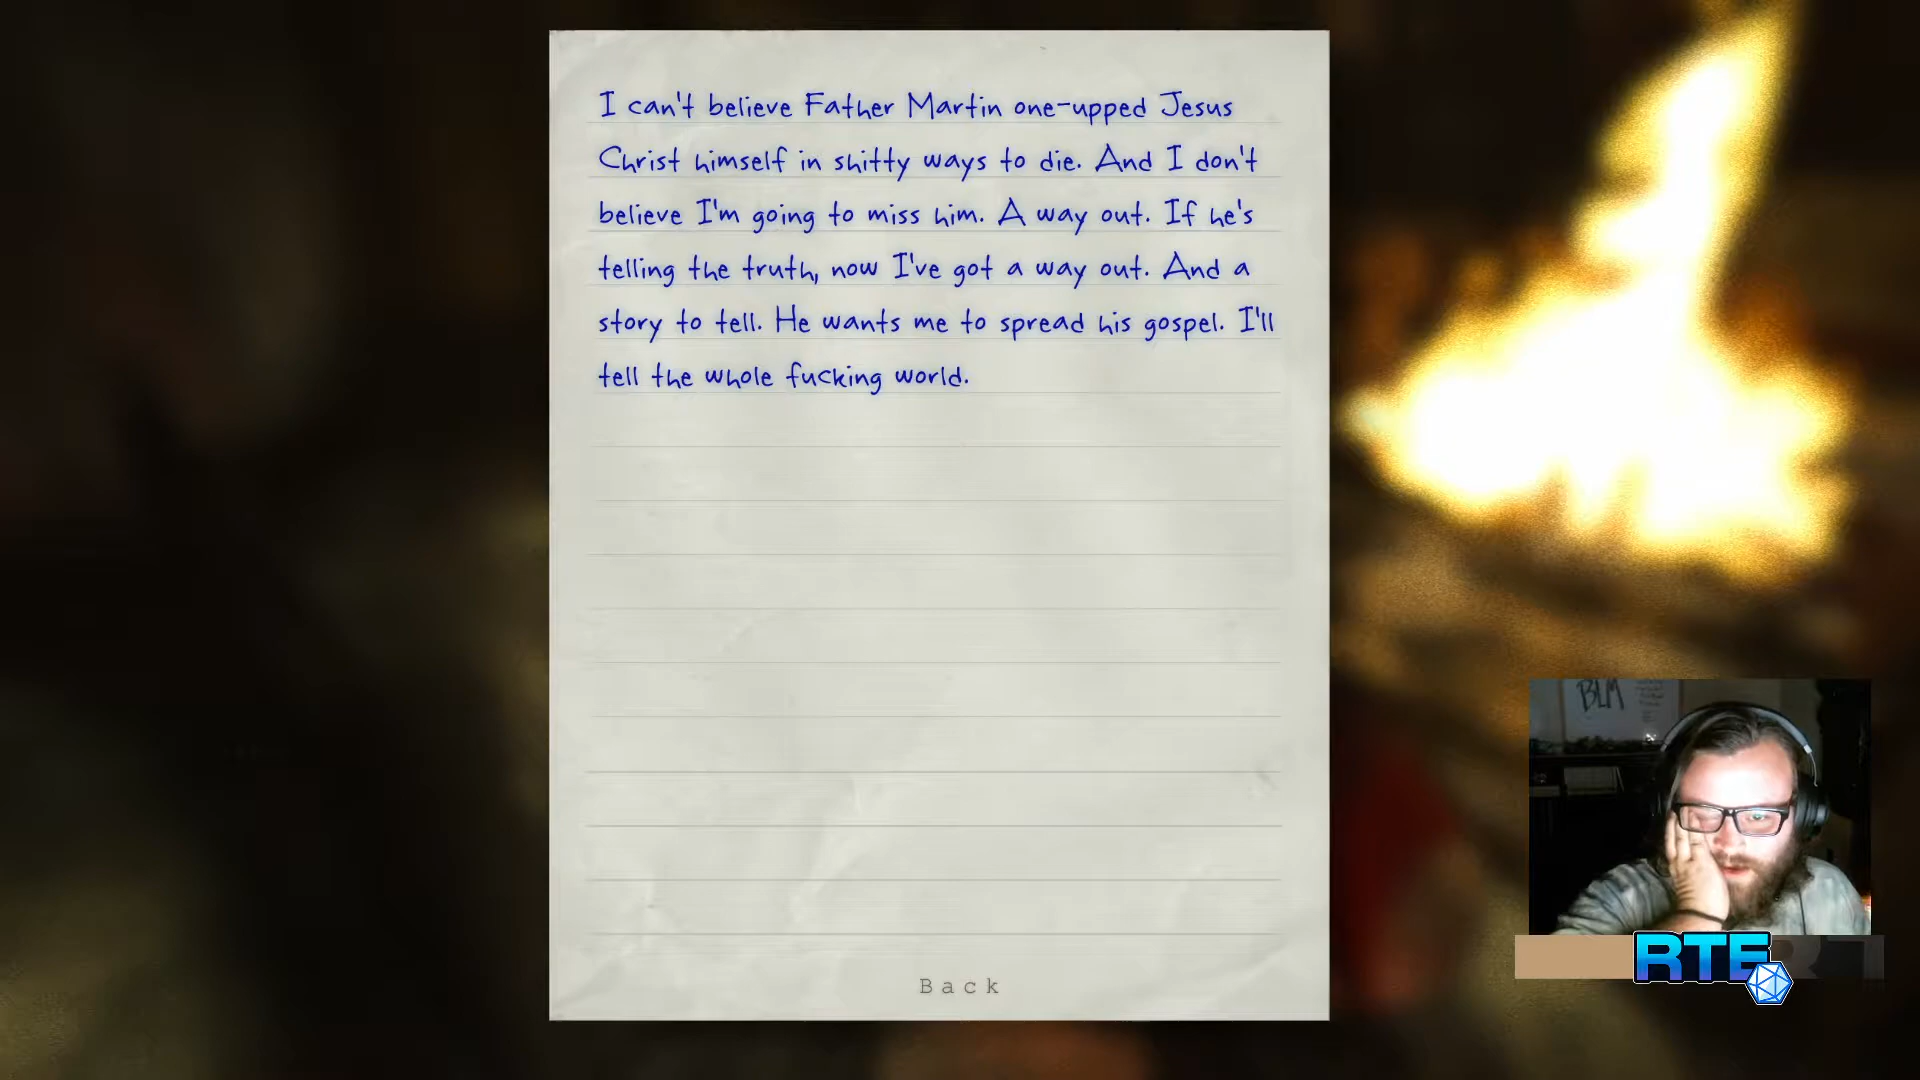 I can't believe Father Martin one-upped Jesus
Christ himself in shitty ways to die. And I don't
believe I'm going to miss him. A way out. If he's
telling the truth, now I've got a way out. And a
story to tell. He wants me to spread his gospel. I'll
tell the whole fucking world.
Back
BLM
RTE